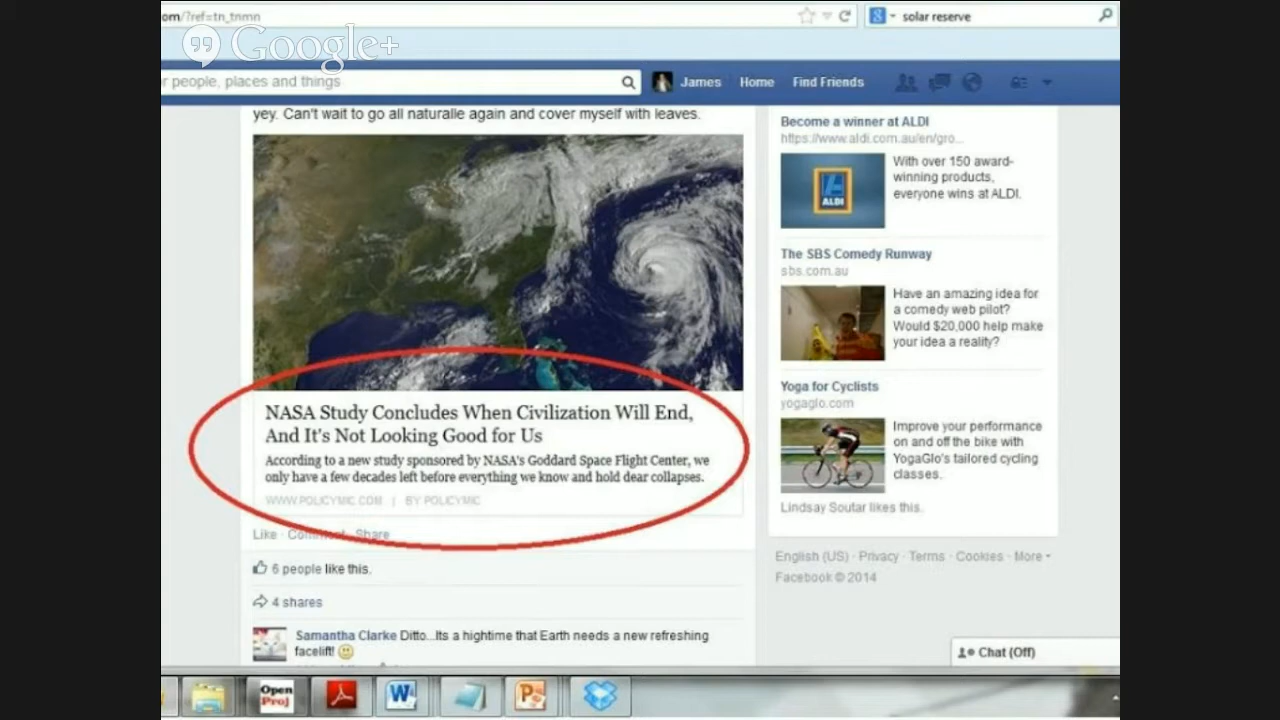 om/?ref=tn_tnmn
solar reserve
Google+
r people, places and things
James Home Find Friends
yey. Can't wait to go all naturalle again and cover myself with leaves.
NASA Study Concludes When Civilization Will End,
And It's Not Looking Good for Us
According to a new study sponsored by NASA's Goddard Space Flight Center, we
only have a few decades left before everything we know and hold dear collapses.
WWW.POLICYMIC.COM | BY POLICYMIC
Like · Comment · Share
6 people like this.
4 shares
Samantha Clarke Ditto...Its a hightime that Earth needs a new refreshing
facelift!
Become a winner at ALDI
https://www.aldi.com.au/en/gro...
ALDI
With over 150 award-
winning products,
everyone wins at ALDI.
The SBS Comedy Runway
sbs.com.au
Have an amazing idea for
a comedy web pilot?
Would $20,000 help make
your idea a reality?
Yoga for Cyclists
yogaglo.com
Improve your performance
on and off the bike with
YogaGlo's tailored cycling
classes.
Lindsay Soutar likes this.
English (US) · Privacy · Terms · Cookies · More
Facebook © 2014
Chat (Off)
Open
Proj